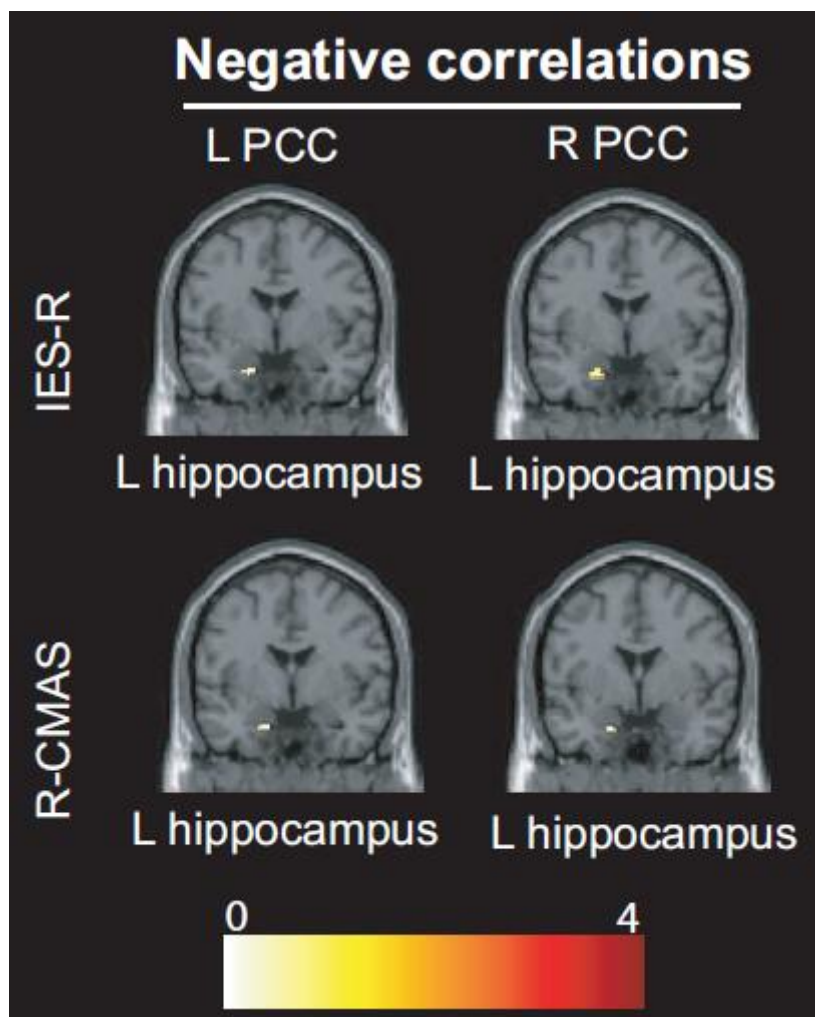 Negative correlations
L PCC
R PCC
IES-R
L hippocampus
L hippocampus
R-CMAS
L hippocampus
L hippocampus
0
4